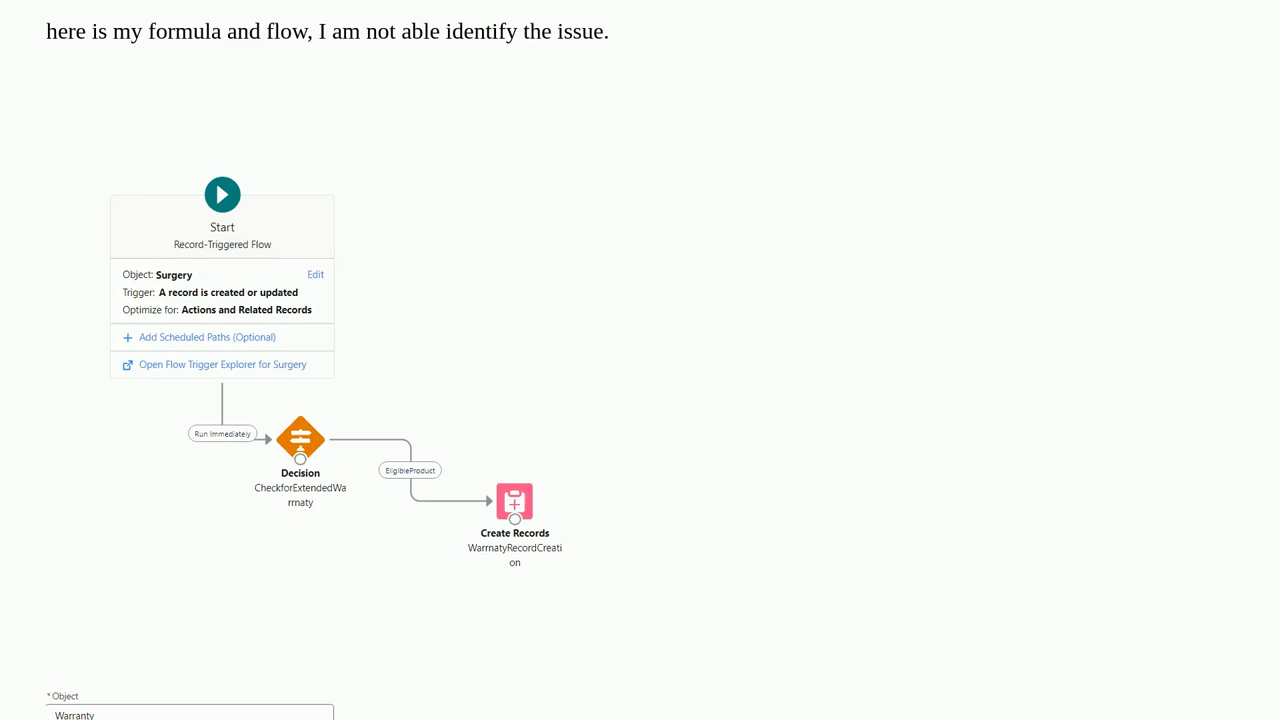 here is my formula and flow, I am not able identify the issue.
Start
Record-Triggered Flow
Object: Surgery
Edit
Trigger: A record is created or updated
Optimize for: Actions and Related Records
Add Scheduled Paths (Optional)
Open Flow Trigger Explorer for Surgery
Run Immediately
Decision
CheckforExtendedWa
rrnaty
EligibleProduct
Create Records
WarrnatyRecordCreati
on
*Object
Warranty